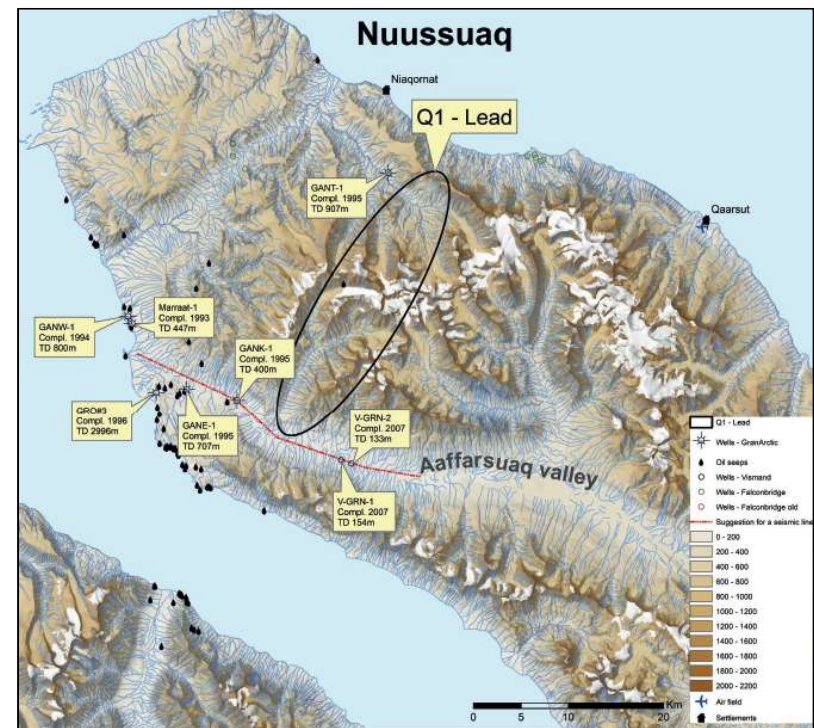 Nuussuaq
Niaqornat
Q1 - Lead
GANT-1
Compl. 1995
TD 907m
Qaarsut
Marraat-1
Compl. 1993
TD 447m
GANW-1
Compl. 1994
TD 800m
GANK-1
Compl. 1995
TD 400m
GRO#3
Compl. 1996
TD 2996m
GANE-1
Compl. 1995
TD 707m
V-GRN-2
Compl. 2007
TD 133m
Aaffarsuaq valley
V-GRN-1
Compl. 2007
TD 154m
Q1 - Lead
Wells - GranArctic
Oil seeps
Wells - Vismand
Wells - Falconbridge
Wells - Falconbridge old
Suggestion for a seismic line
0 - 200
200 - 400
400 - 600
600 - 800
800 - 1000
1000 - 1200
1200 - 1400
1400 - 1600
1600 - 1800
1800 - 2000
2000 - 2200
Air field
Settlements
Km
0 5 10 20